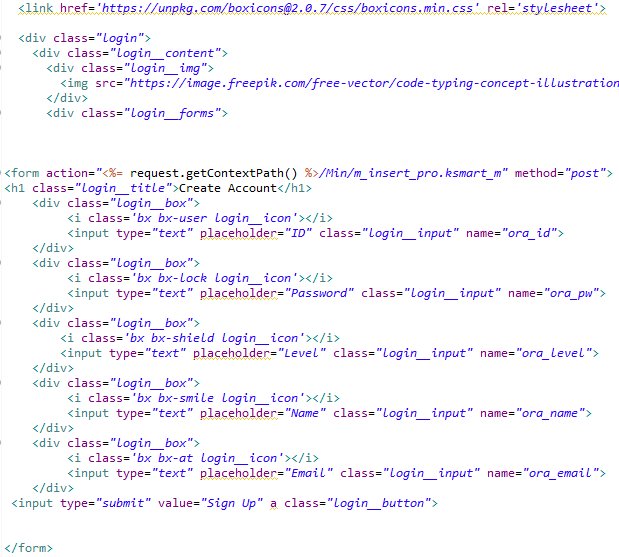 <link href='https://unpkg.com/boxicons@2.0.7/css/boxicons.min.css' rel='stylesheet'>
<div class="login">
<div class="login__content">
<div class="login__img">
<img src="https://image.freepik.com/free-vector/code-typing-concept-illustration
</div>
<div class="login__forms">
<form action="<%= request.getContextPath() %>/Min/m_insert_pro.ksmart_m" method="post">
<h1 class="login__title">Create Account</h1>
<div class="login__box">
<i class='bx bx-user login__icon'></i>
<input type="text" placeholder="ID" class="login__input" name="ora_id">
</div>
<div class="login__box">
<i class='bx bx-lock login__icon'></i>
<input type="text" placeholder="Password" class="login__input" name="ora_pw">
</div>
<div class="login__box">
<i class='bx bx-shield login__icon'></i>
<input type="text" placeholder="Level" class="login__input" name="ora_level">
</div>
<div class="login__box">
<i class='bx bx-smile login__icon'></i>
<input type="text" placeholder="Name" class="login__input" name="ora_name">
</div>
<div class="login__box">
<i class='bx bx-at login__icon'></i>
<input type="text" placeholder="Email" class="login__input" name="ora_email">
</div>
<input type="submit" value="Sign Up" a class="login__button">
</form>